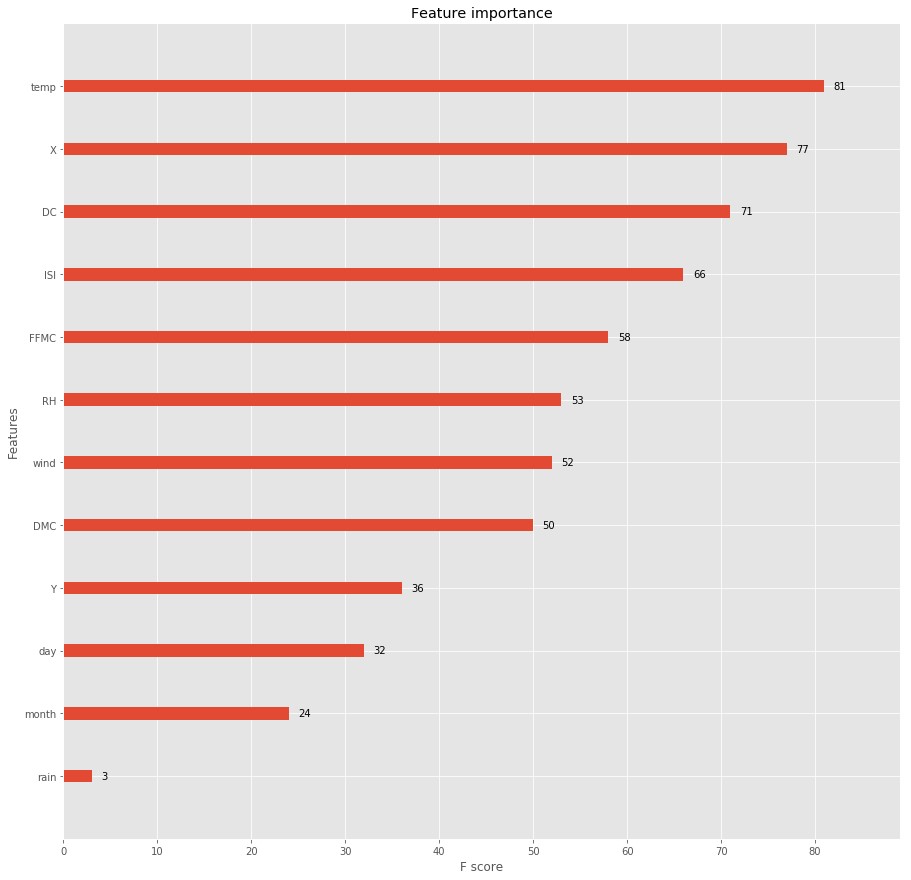 Feature importance
temp 81
X 77
DC 71
ISI 66
FFMC 58
RH 53
wind 52
DMC 50
Y 36
day 32
month 24
rain 3
0 10 20 30 40 50 60 70 80
F score
Features